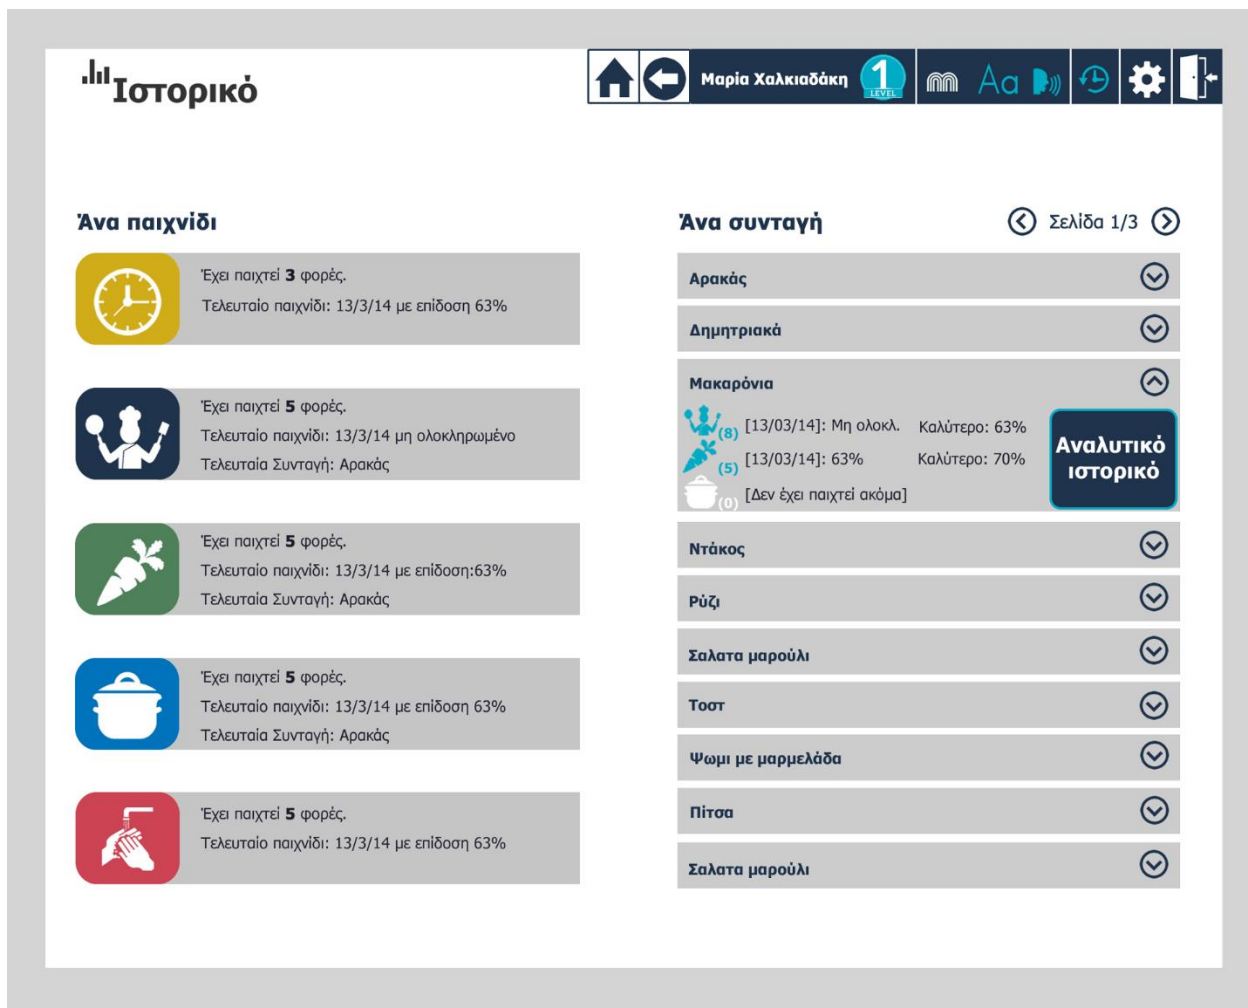 Ιστορικό
Μαρία Χαλκιαδάκη
1
LEVEL
Aα
Άνα παιχνίδι
Έχει παιχτεί 3 φορές.
Τελευταίο παιχνίδι: 13/3/14 με επίδοση 63%
Έχει παιχτεί 5 φορές.
Τελευταίο παιχνίδι: 13/3/14 μη ολοκληρωμένο
Τελευταία Συνταγή: Αρακάς
Έχει παιχτεί 5 φορές.
Τελευταίο παιχνίδι: 13/3/14 με επίδοση:63%
Τελευταία Συνταγή: Αρακάς
Έχει παιχτεί 5 φορές.
Τελευταίο παιχνίδι: 13/3/14 με επίδοση 63%
Τελευταία Συνταγή: Αρακάς
Έχει παιχτεί 5 φορές.
Τελευταίο παιχνίδι: 13/3/14 με επίδοση 63%
Άνα συνταγή
Σελίδα 1/3
Αρακάς
Δημητριακά
Μακαρόνια
(8) [13/03/14]: Μη ολοκλ. Καλύτερο: 63%
(5) [13/03/14]: 63% Καλύτερο: 70%
(0) [Δεν έχει παιχτεί ακόμα]
Αναλυτικό
ιστορικό
Ντάκος
Ρύζι
Σαλατα μαρούλι
Τοστ
Ψωμι με μαρμελάδα
Πίτσα
Σαλατα μαρούλι